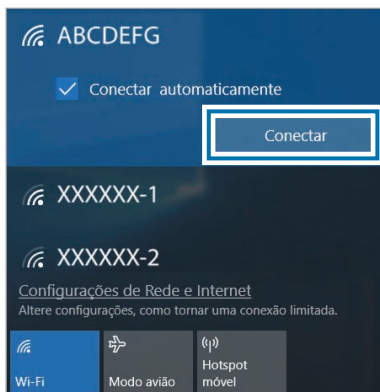 ABCDEFG
Conectar automaticamente
Conectar
XXXXXX-1
XXXXXX-2
Configurações de Rede e Internet
Altere configurações, como tornar uma conexão limitada.
Wi-Fi
Modo avião
Hotspot
móvel